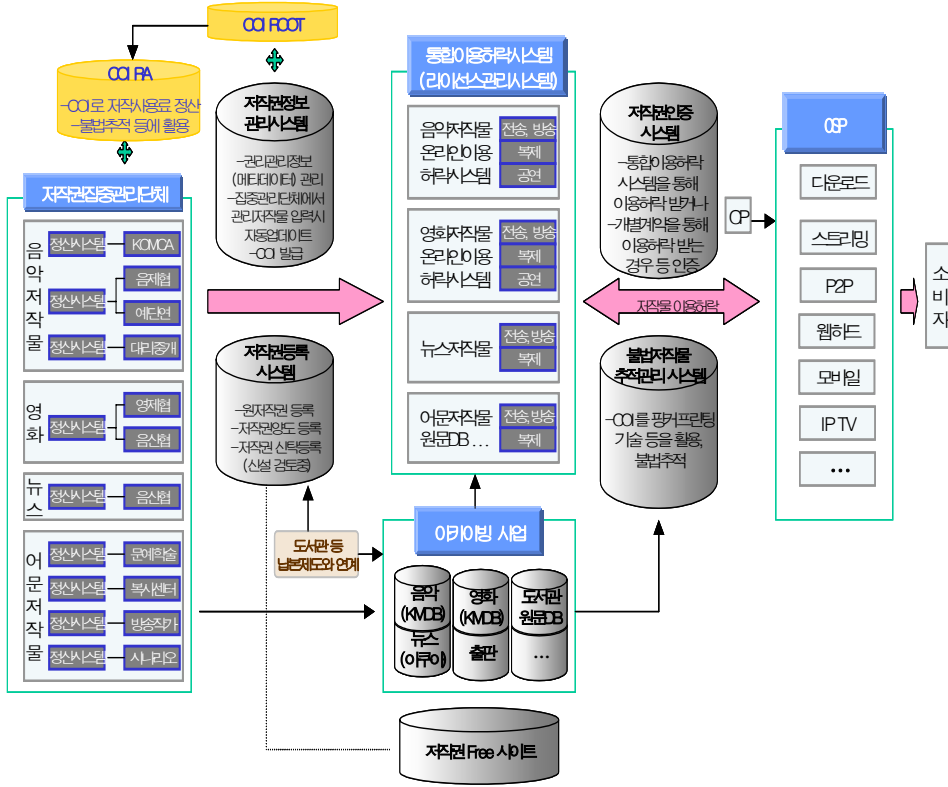 CCI ROOT
CCI RA
-CCI로 저작사용료 정산
-불법추적 등에 활용
저작권집중관리단체
음악저작물
정산시스템
KOMCA
정산시스템
음제협
예단연
정산시스템
대리중개
영화
정산시스템
영제협
음산협
뉴스
정산시스템
음산협
어문저작물
정산시스템
문예학술
정산시스템
복사센터
정산시스템
방송작가
정산시스템
시나리오
저작권정보
관리시스템
-권리관리정보
(메타데이터) 관리
-집중관리단체에서
관리저작물 입력시
자동업데이트
-CCI 발급
저작권등록
시스템
-원저작권 등록
-저작권양도 등록
-저작권 신탁등록
(신설 검토중)
도서관 등
납본제도와 연계
통합이용허락시스템
(라이선스관리시스템)
음악저작물
온라인이용
허락시스템
전송, 방송
복제
공연
영화저작물
온라인이용
허락시스템
전송, 방송
복제
공연
뉴스저작물
전송, 방송
복제
어문저작물
원문DB …
전송, 방송
복제
아카이빙 사업
음악
(KMDB)
뉴스
(아쿠아)
영화
(KMDB)
출판
도서관
원문DB
…
저작권 Free 사이트
저작권인증
시스템
-통합이용허락
시스템을 통해
이용허락 받거나
-개별계약을 통해
이용허락 받는
경우 등 인증
저작물 이용허락
불법저작물
추적관리 시스템
-CCI를 핑거프린팅
기술 등을 활용,
불법추적
CP
OSP
다운로드
스트리밍
P2P
웹하드
모바일
IP TV
…
소비자